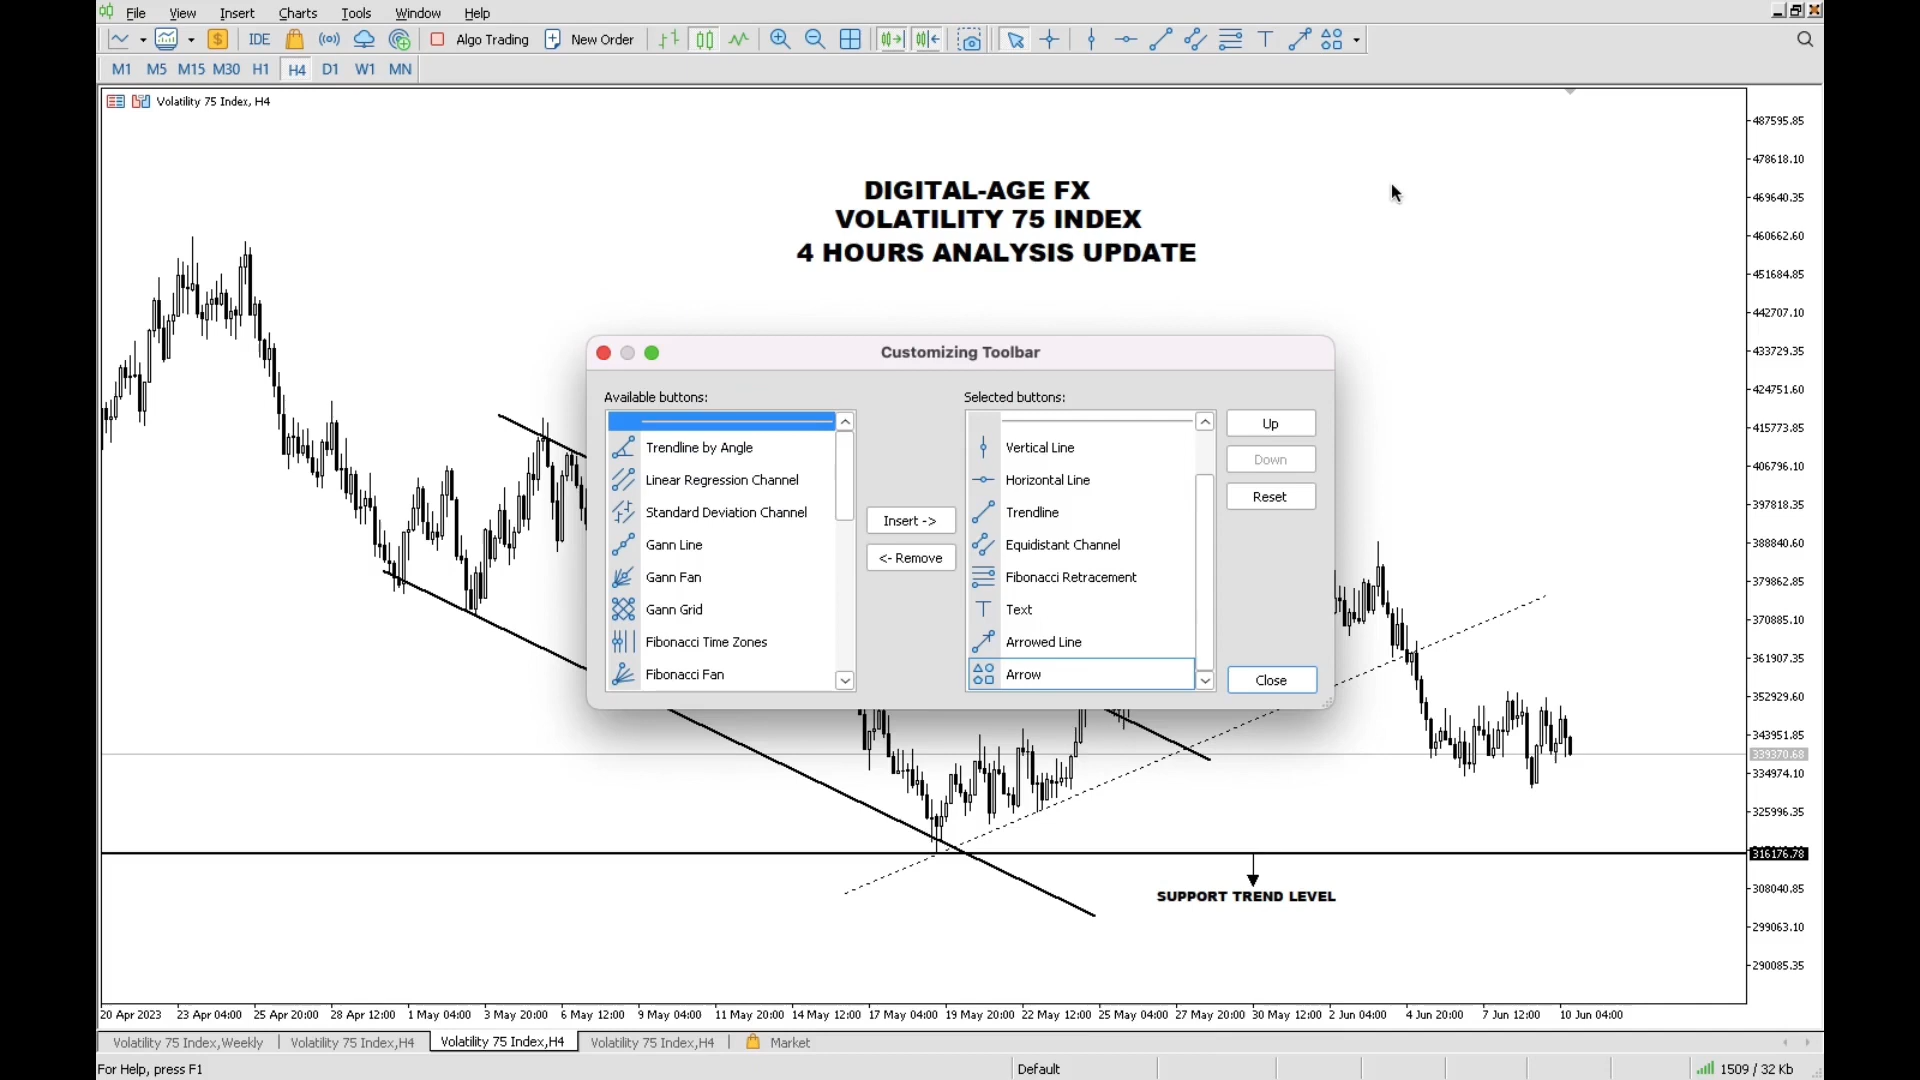 File View Insert Charts Tools Window Help
IDE Algo Trading New Order
M1 M5 M15 M30 H1 H4 D1 W1 MN
Volatility 75 Index, H4
DIGITAL-AGE FX
VOLATILITY 75 INDEX
4 HOURS ANALYSIS UPDATE
Customizing Toolbar
Available buttons:
Trendline by Angle
Linear Regression Channel
Standard Deviation Channel
Gann Line
Gann Fan
Gann Grid
Fibonacci Time Zones
Fibonacci Fan
Insert ->
<- Remove
Selected buttons:
Vertical Line
Horizontal Line
Trendline
Equidistant Channel
Fibonacci Retracement
Text
Arrowed Line
Arrow
Up
Down
Reset
Close
SUPPORT TREND LEVEL
487595.85
478618.10
469640.35
460662.60
451684.85
442707.10
433729.35
424751.60
415773.85
406796.10
397818.35
388840.60
379862.85
370885.10
361907.35
352929.60
343951.85
339370.68
334974.10
325996.35
316176.78
308040.85
299063.10
290085.35
20 Apr 2023 23 Apr 04:00 25 Apr 20:00 28 Apr 12:00 1 May 04:00 3 May 20:00 6 May 12:00 9 May 04:00 11 May 20:00 14 May 12:00 17 May 04:00 19 May 20:00 22 May 12:00 25 May 04:00 27 May 20:00 30 May 12:00 2 Jun 04:00 4 Jun 20:00 7 Jun 12:00 10 Jun 04:00
Volatility 75 Index,Weekly Volatility 75 Index,H4 Volatility 75 Index,H4 Volatility 75 Index,H4 Market
For Help, press F1 Default 1509 / 32 Kb